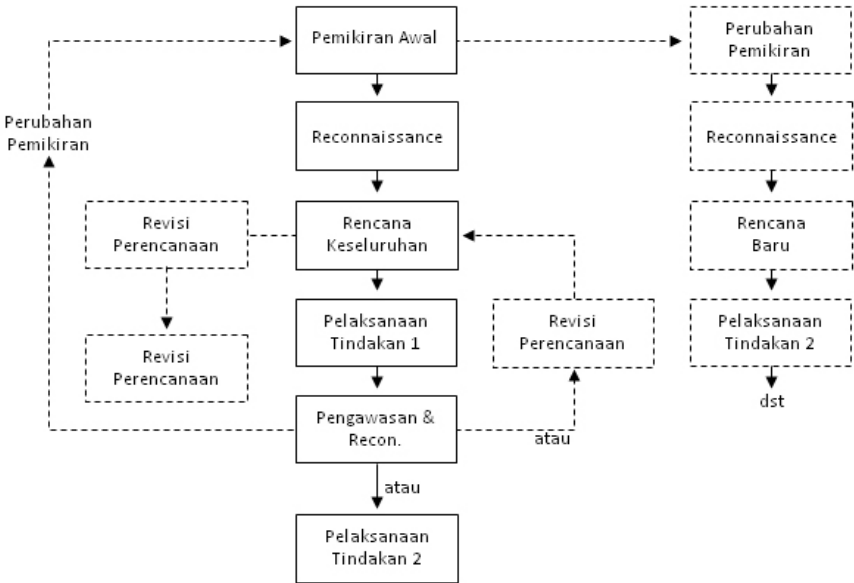 Pemikiran Awal
Perubahan
Pemikiran
Perubahan
Pemikiran
Reconnaissance
Reconnaissance
Revisi
Perencanaan
Rencana
Keseluruhan
Rencana
Baru
Revisi
Perencanaan
Pelaksanaan
Tindakan 1
Revisi
Perencanaan
Pelaksanaan
Tindakan 2
dst
Pengawasan &
Recon.
atau
atau
Pelaksanaan
Tindakan 2